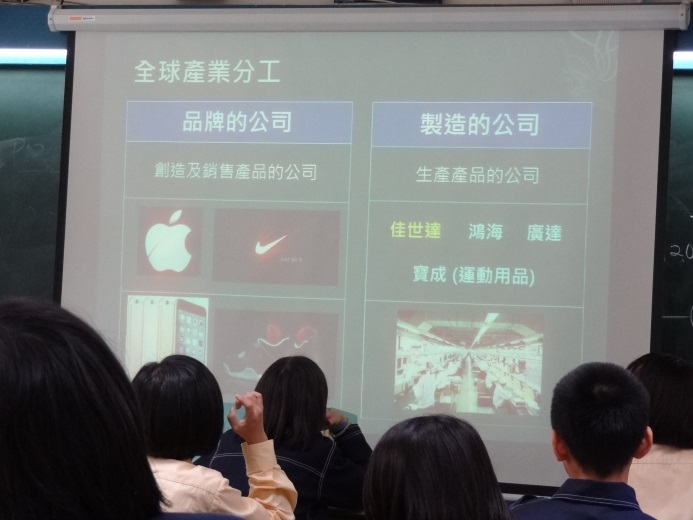 全球產業分工
品牌的公司
創造及銷售產品的公司
製造的公司
生產產品的公司
佳世達 鴻海 廣達
寶成 (運動用品)